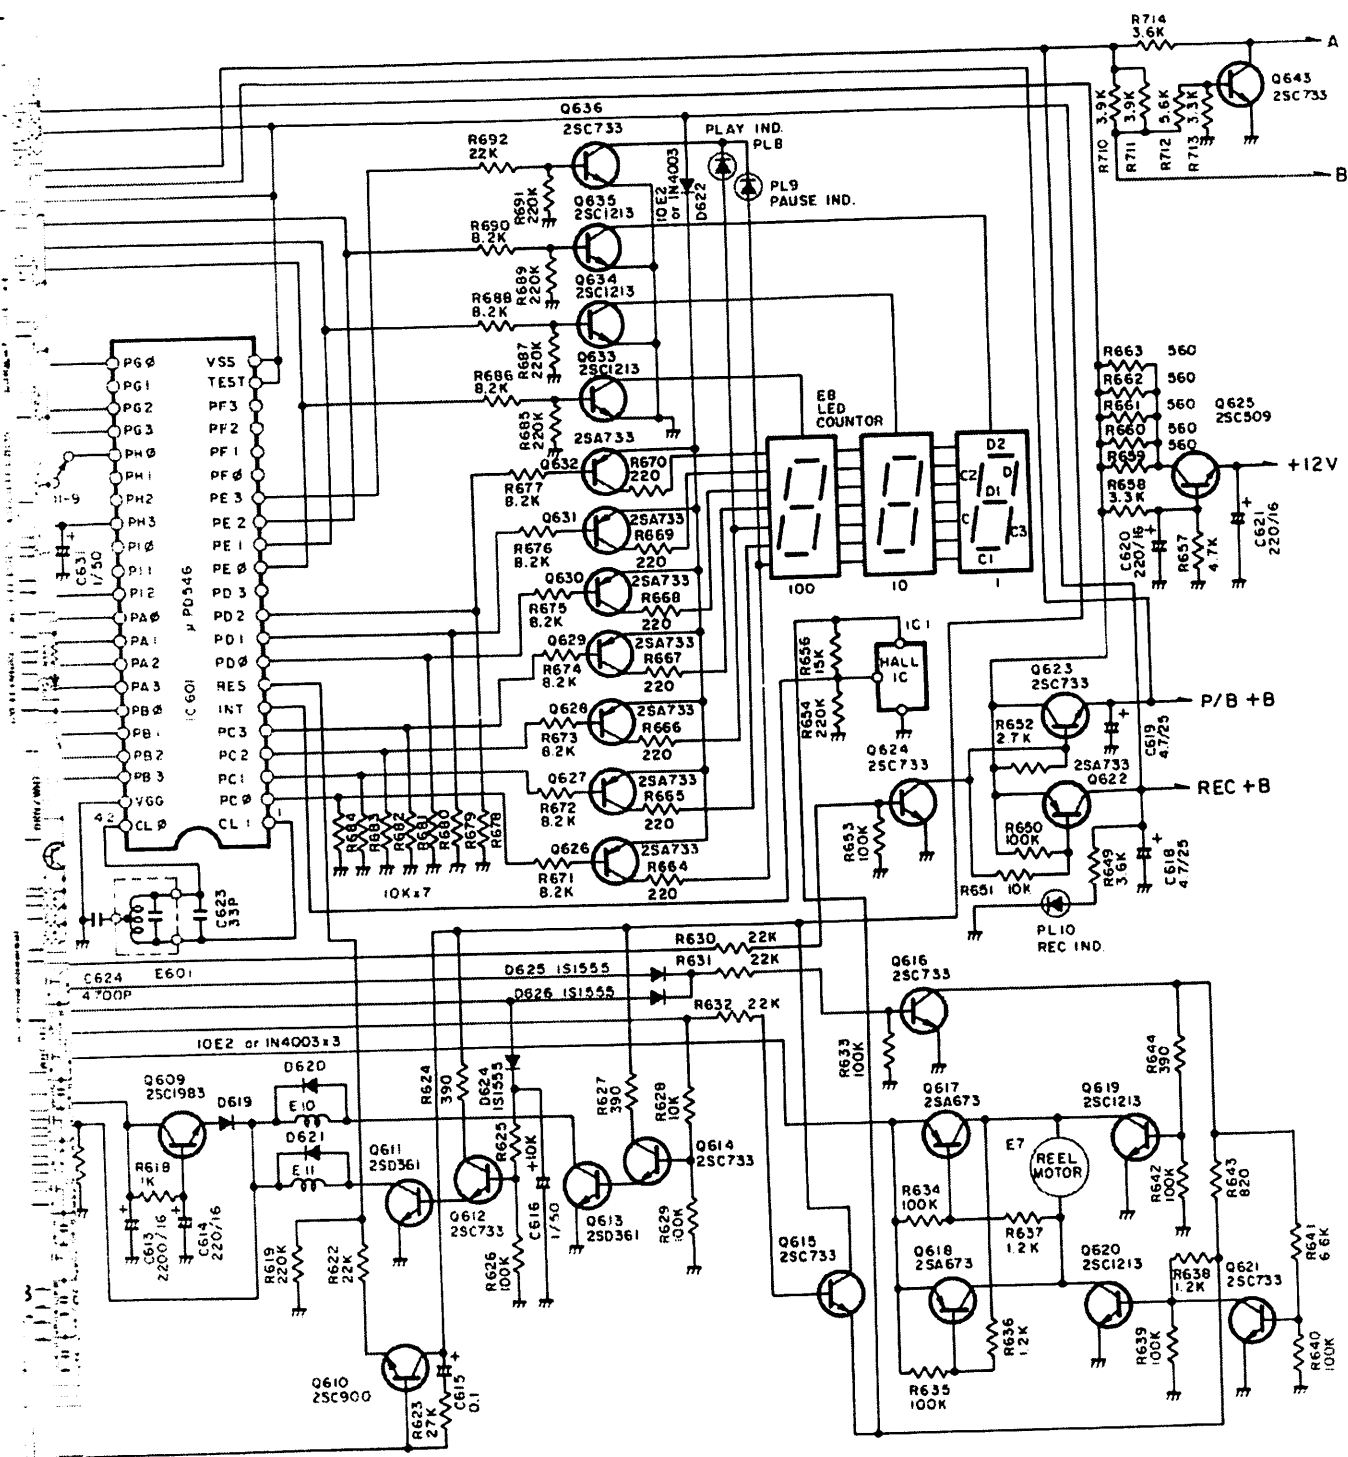 R714
3.6K
A
Q643
2SC733
R710
3.9K
R711
3.9K
R712
5.6K
R713
3.3K
B
Q636
2SC733
R692
22K
R691
220K
PLAY IND.
PL8
PL9
PAUSE IND.
10E2
or 1N4003
D622
Q635
2SC1213
R690
8.2K
R689
220K
Q634
2SC1213
R688
8.2K
R687
220K
Q633
2SC1213
R686
8.2K
R685
220K
E8
LED
COUNTOR
R663 560
R662 560
R661 560
R660 560
R659 560
R658
3.3K
Q625
2SC509
+12V
C620
220/16
R657
4.7K
C621
220/16
2SA733
Q632
R670
220
R677
8.2K
Q631
2SA733
R669
220
R676
8.2K
Q630
2SA733
R668
220
R675
8.2K
Q629
2SA733
R667
220
R674
8.2K
Q628
2SA733
R666
220
R673
8.2K
Q627
2SA733
R665
220
R672
8.2K
Q626
2SA733
R664
220
R671
8.2K
D2
C2
D
D1
C
C3
C1
100
10
1
PG0 VSS
PG1 TEST
PG2 PF3
PG3 PF2
PH0 PF1
PH1 PF0
PH2 PE3
PH3 PE2
PI0 PE1
PI1 PE0
PI2 PD3
PA0 PD2
PA1 PD1
PA2 PD0
PA3 RES
PB0 INT
PB1 PC3
PB2 PC2
PB3 PC1
VGG PC0
CL0 CL1
42
1
μPD546
IC601
11-9
C631
1/50
R684
R683
R682
R681
R680
R679
R678
10Kx7
R656
15K
R654
220K
IC1
HALL
IC
Q623
2SC733
P/B +B
R652
2.7K
C619
4.7/25
Q624
2SC733
2SA733
Q622
REC +B
R653
100K
R650
100K
R651
10K
R649
3.6K
C618
4.7/25
PL10
REC IND.
C623
33P
C624
4700P
E601
R630 22K
R631 22K
D625 1S1555
D626 1S1555
R632 22K
Q616
2SC733
R633
100K
R644
390
10E2 or 1N4003x3
Q609
2SC1983
D619
D620
E10
D621
E11
R618
1K
C613
2200/16
C614
220/16
Q611
2SD361
R624
390
D624
1S1555
R625
10K
R627
390
R628
10K
Q614
2SC733
Q612
2SC733
C616
1/50
Q613
2SD361
R629
100K
R619
220K
R622
22K
R626
100K
Q610
2SC900
R623
27K
C615
0.1
Q615
2SC733
Q617
2SA673
Q619
2SC1213
E7
REEL
MOTOR
R634
100K
R637
1.2K
R642
100K
R643
820
R641
6.6K
Q618
2SA673
Q620
2SC1213
R638
1.2K
Q621
2SC733
R636
1.2K
R639
100K
R640
100K
R635
100K